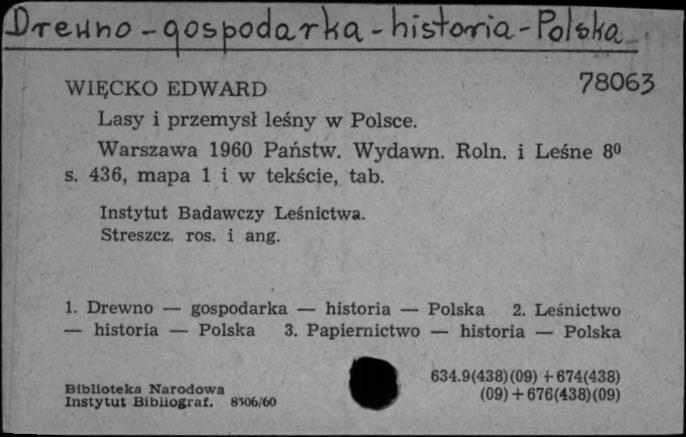 Drewno - gospodarka - historia - Polska
78063
WIĘCKO EDWARD
Lasy i przemysł leśny w Polsce.
Warszawa 1960 Państw. Wydawn. Roln. i Leśne 8⁰
s. 436, mapa 1 i w tekście, tab.
Instytut Badawczy Leśnictwa.
Streszcz. ros. i ang.
1. Drewno — gospodarka — historia — Polska 2. Leśnictwo
— historia — Polska 3. Papiernictwo — historia — Polska
634.9(438)(09) + 674(438)
(09) + 676(438)(09)
Biblioteka Narodowa
Instytut Bibliograf. 8506/60